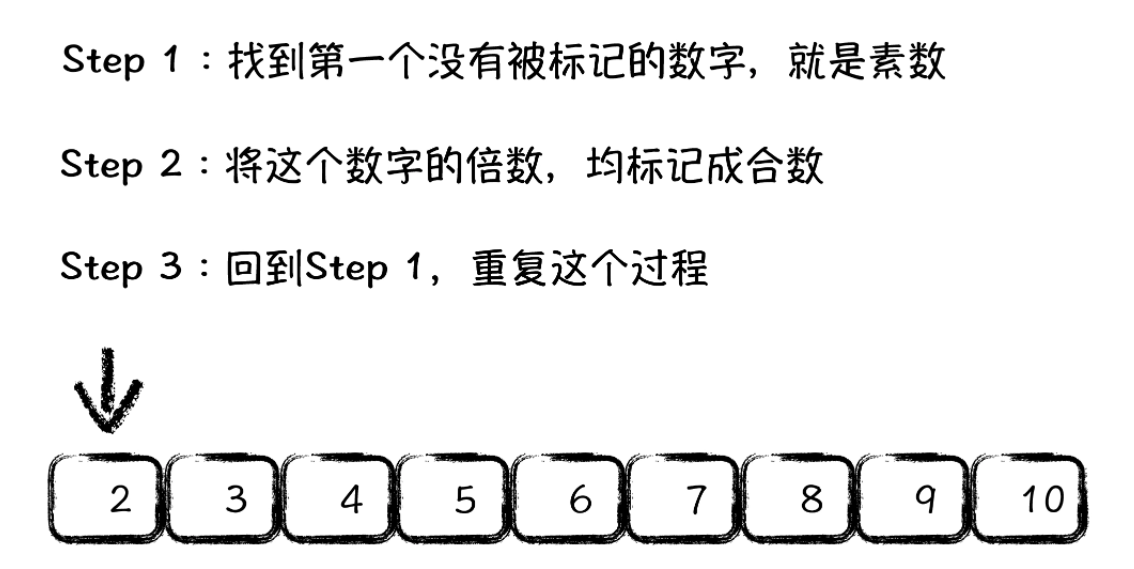 Step 1：找到第一个没有被标记的数字，就是素数
Step 2：将这个数字的倍数，均标记成合数
Step 3：回到Step 1，重复这个过程
2 3 4 5 6 7 8 9 10